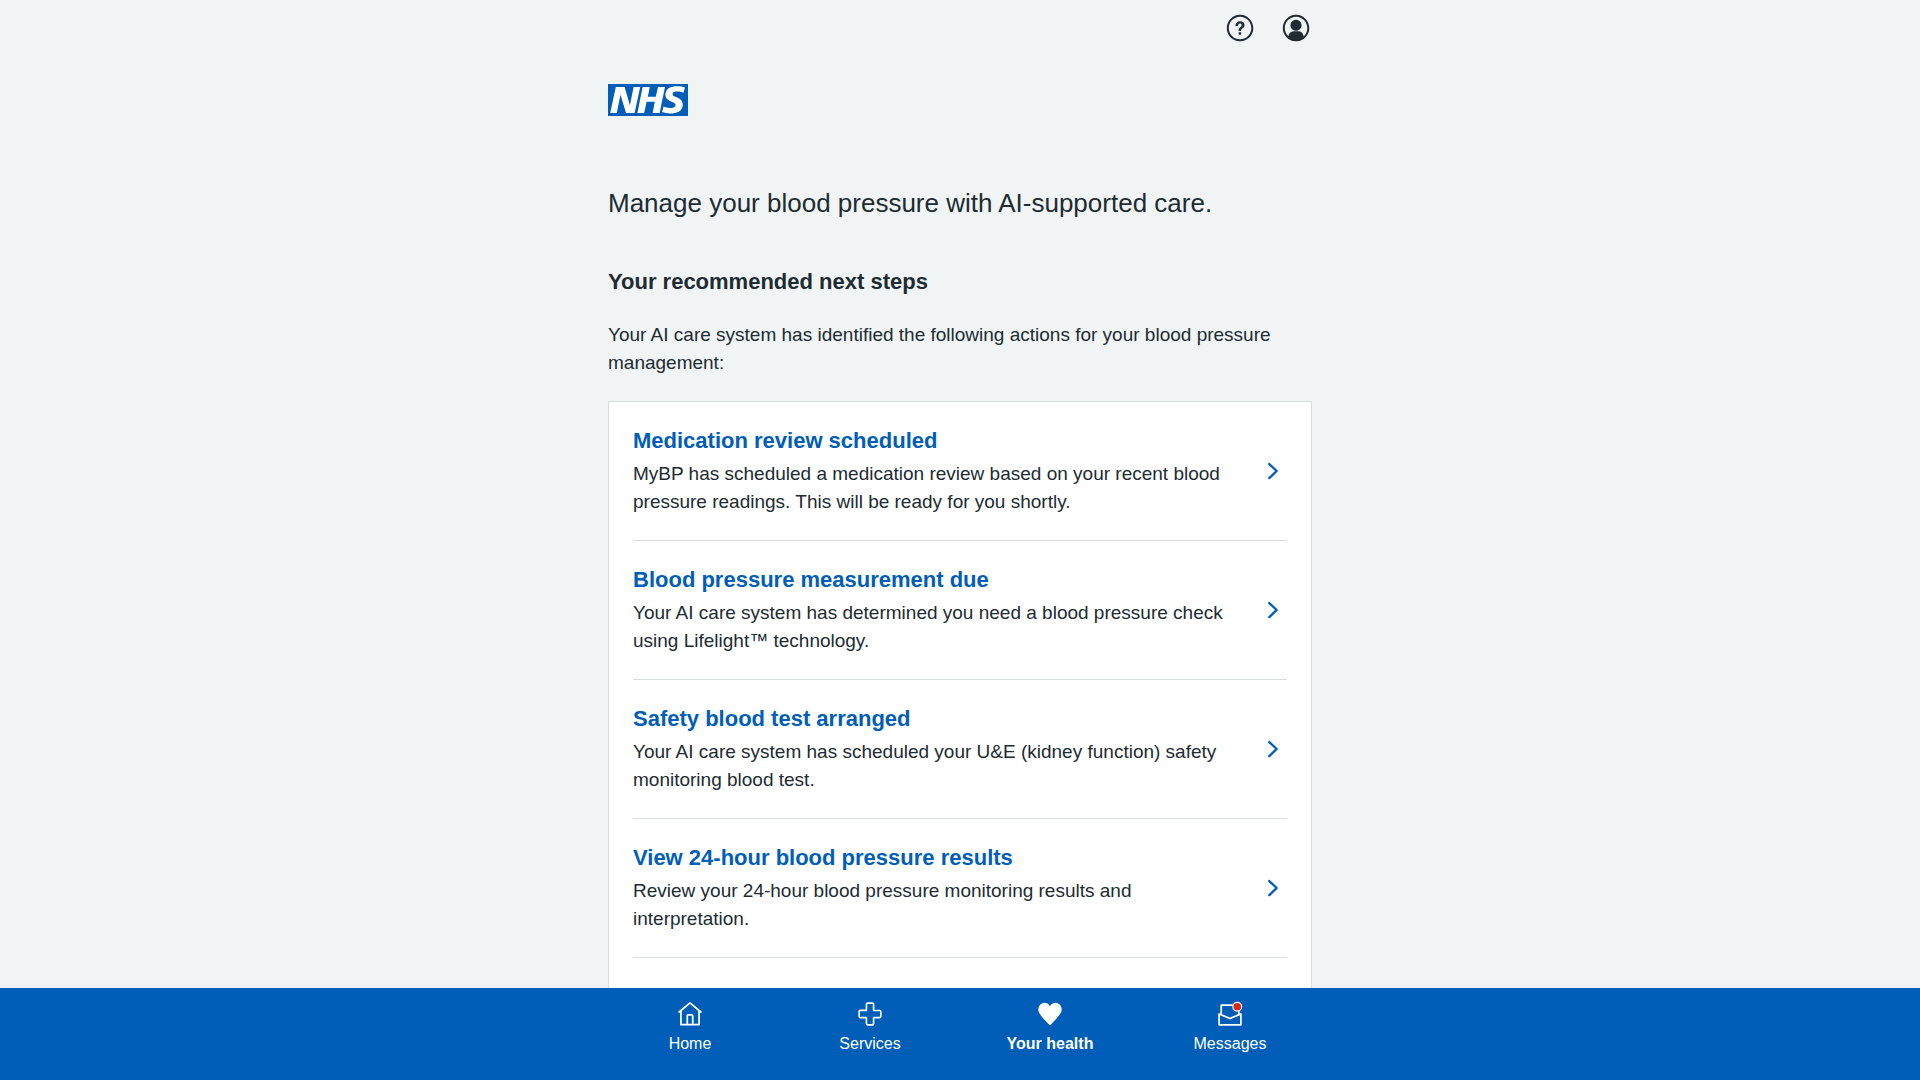 NHS
Manage your blood pressure with AI-supported care.
Your recommended next steps
Your AI care system has identified the following actions for your blood pressure
management:
Medication review scheduled
MyBP has scheduled a medication review based on your recent blood
pressure readings. This will be ready for you shortly.
Blood pressure measurement due
Your AI care system has determined you need a blood pressure check
using Lifelight™ technology.
Safety blood test arranged
Your AI care system has scheduled your U&E (kidney function) safety
monitoring blood test.
View 24-hour blood pressure results
Review your 24-hour blood pressure monitoring results and
interpretation.
Home
Services
Your health
Messages